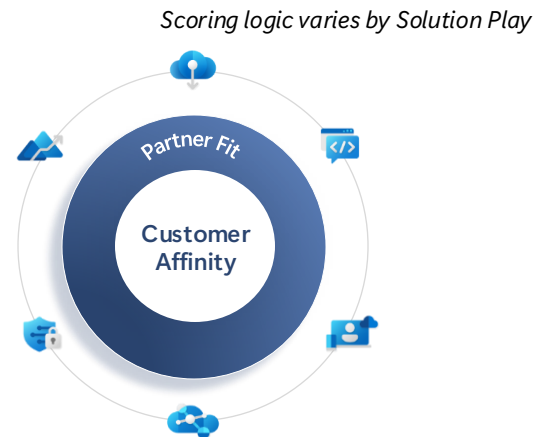 Scoring logic varies by Solution Play
Partner Fit
</>
Customer
Affinity